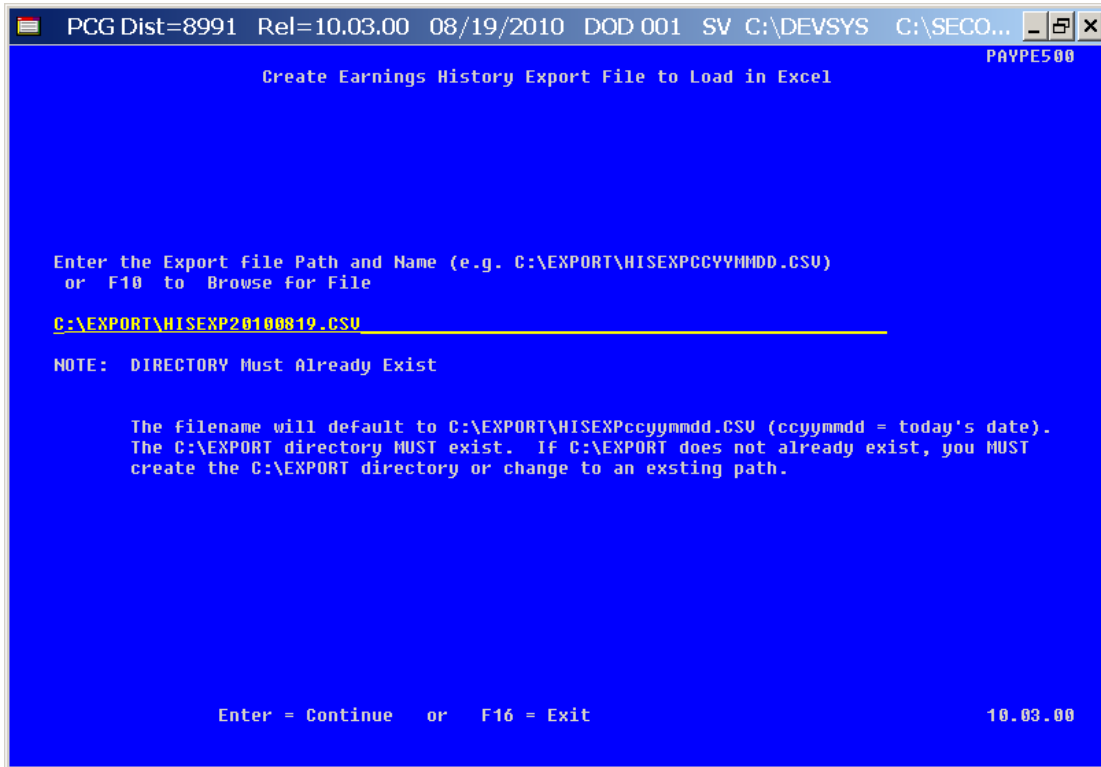 PCG Dist=8991 Rel=10.03.00 08/19/2010 DOD 001 SV C:\DEVSYS C:\SECO...
PAYPE500
Create Earnings History Export File to Load in Excel
Enter the Export file Path and Name (e.g. C:\EXPORT\HISEXPCCYYMMDD.CSV)
or F10 to Browse for File
C:\EXPORT\HISEXP20100819.CSV
NOTE: DIRECTORY Must Already Exist
The filename will default to C:\EXPORT\HISEXPccyymmdd.CSV (ccyymmdd = today's date).
The C:\EXPORT directory MUST exist. If C:\EXPORT does not already exist, you MUST
create the C:\EXPORT directory or change to an exsting path.
Enter = Continue or F16 = Exit
10.03.00